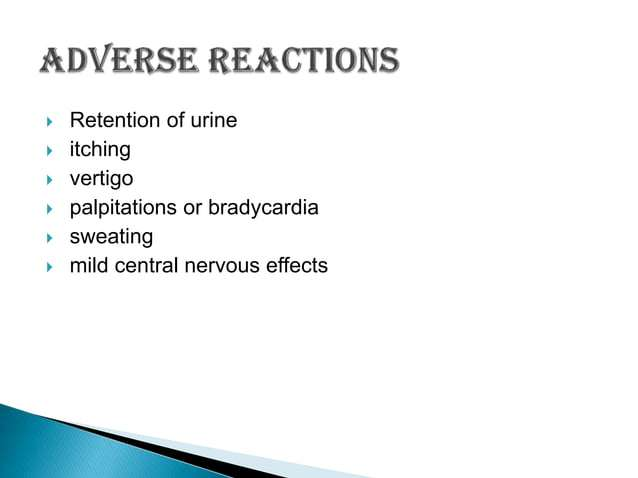 ADVERSE REACTIONS
Retention of urine
itching
vertigo
palpitations or bradycardia
sweating
mild central nervous effects